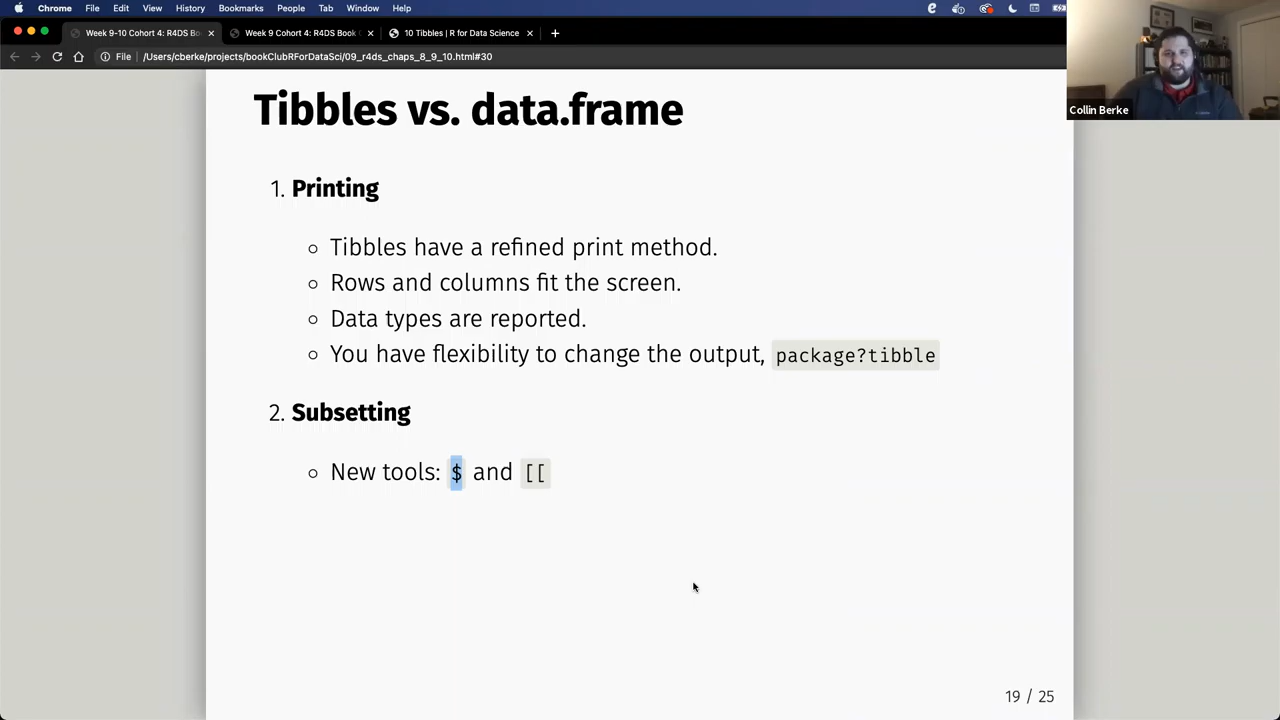 Chrome File Edit View History Bookmarks People Tab Window Help
Week 9-10 Cohort 4: R4DS Bo
Week 9 Cohort 4: R4DS Book
10 Tibbles | R for Data Science
File /Users/cberke/projects/bookClubRForDataSci/09_r4ds_chaps_8_9_10.html#30
Collin Berke
Tibbles vs. data.frame
1. Printing
Tibbles have a refined print method.
Rows and columns fit the screen.
Data types are reported.
You have flexibility to change the output, package?tibble
2. Subsetting
New tools: $ and [[
19 / 25